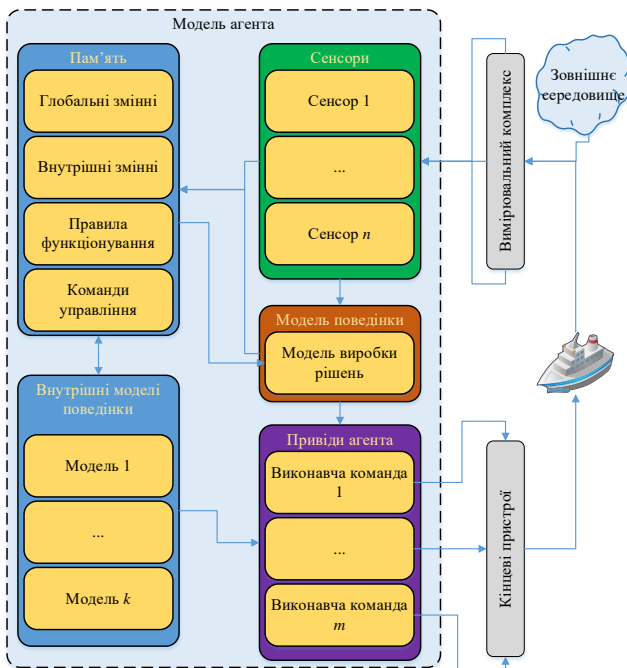 Модель агента
Пам’ять
Глобальні змінні
Внутрішні змінні
Правила
функціонування
Команди
управління
Внутрішні моделі
поведінки
Модель 1
...
Модель k
Сенсори
Сенсор 1
...
Сенсор n
Модель поведінки
Модель виробки
рішень
Привіди агента
Виконавча команда
1
...
Виконавча команда
m
Вимірювальний комплекс
Кінцеві пристрої
Зовнішнє
середовище